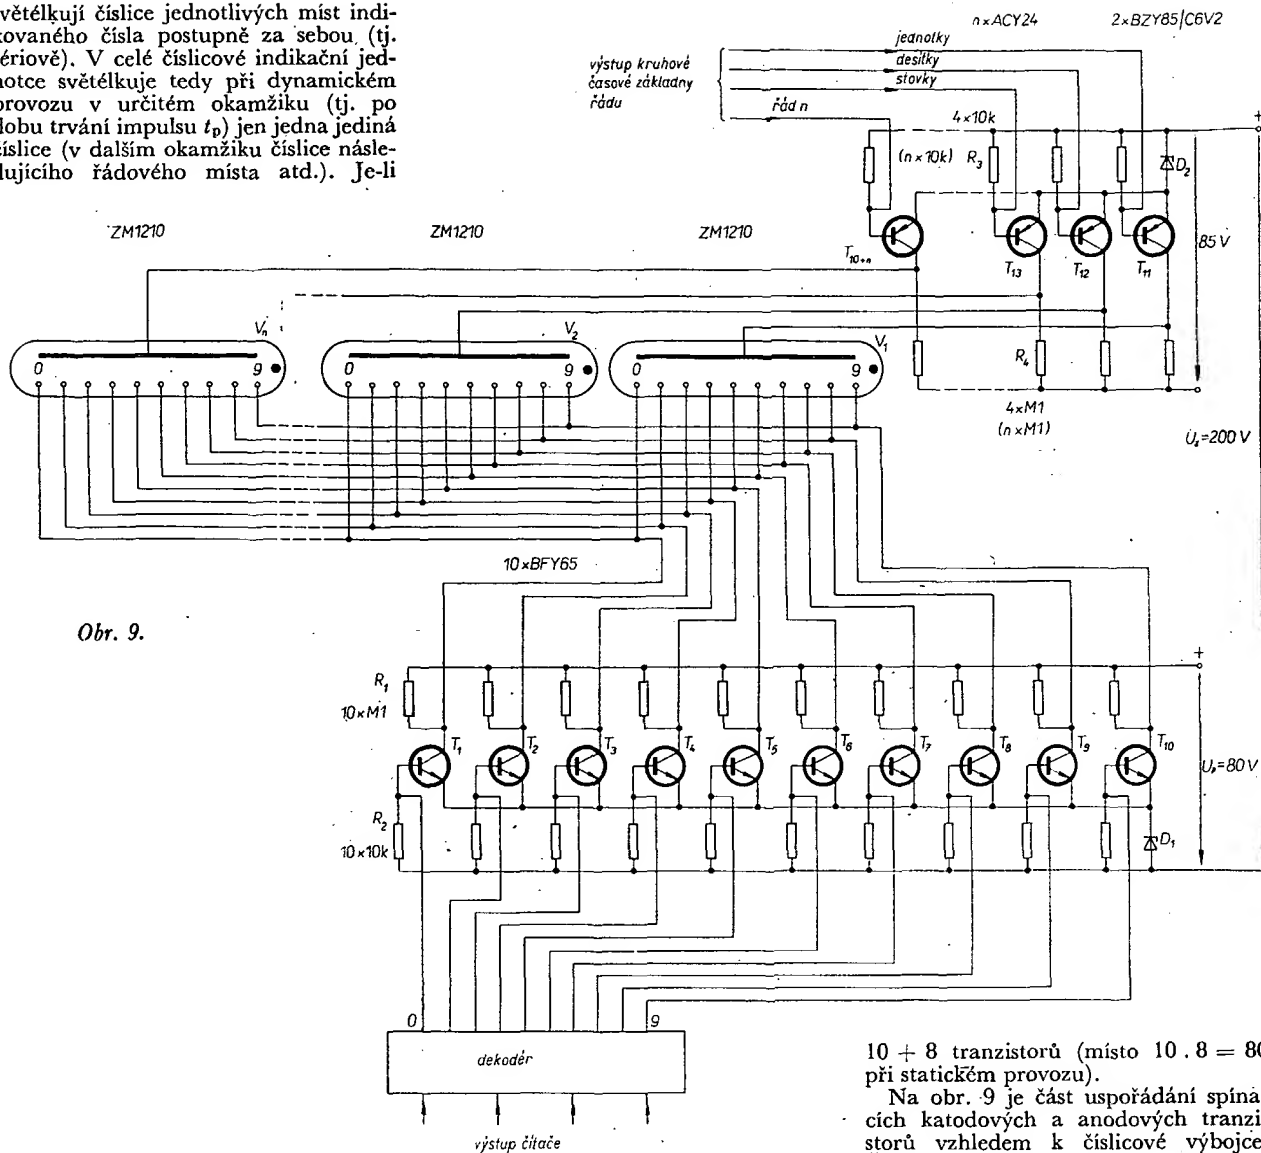 světélkují číslice jednotlivých míst indi-
kovaného čísla postupně za sebou (tj.
sériově). V celé číslicové indikační jed-
notce světélkuje tedy při dynamickém
provozu v určitém okamžiku (tj. po
dobu trvání impulsu tp) jen jedna jediná
číslice (v dalším okamžiku číslice násle-
dujícího řádového místa atd.). Je-li
n×ACY24
2×BZY85/C6V2
výstup kruhové
časové základny
řádu
jednotky
desítky
stovky
řád n
4×10k
(n×10k)
R3
D2
+
T10+n
T13
T12
T11
85 V
R4
4×M1
(n×M1)
Us=200 V
ZM1210
ZM1210
ZM1210
Vn
V2
V1
0
9
0
9
0
9
10×BFY65
Obr. 9.
R1
10×M1
T1
T2
T3
T4
T5
T6
T7
T8
T9
T10
+
=80 V
R2
10×10k
D1
0
9
dekodér
výstup čítače
10 + 8 tranzistorů (místo 10 . 8 = 80
při statickém provozu).
Na obr. 9 je část uspořádání spína-
cích katodových a anodových tranzi-
storů vzhledem k číslicové výbojce